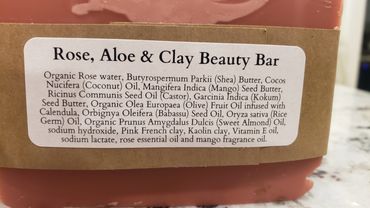 Rose, Aloe & Clay Beauty Bar
Organic Rose water, Butyrospermum Parkii (Shea) Butter, Cocos
Nucifera (Coconut) Oil, Mangifera Indica (Mango) Seed Butter,
Ricinus Communis Seed Oil (Castor), Garcinia Indica (Kokum)
Seed Butter, Organic Olea Europaea (Olive) Fruit Oil infused with
Calendula, Orbignya Oleifera (Babassu) Seed Oil, Oryza sativa (Rice
Germ) Oil, Organic Prunus Amygdalus Dulcis (Sweet Almond) Oil,
sodium hydroxide, Pink French clay, Kaolin clay, Vitamin E oil,
sodium lactate, rose essential oil and mango fragrance oil.